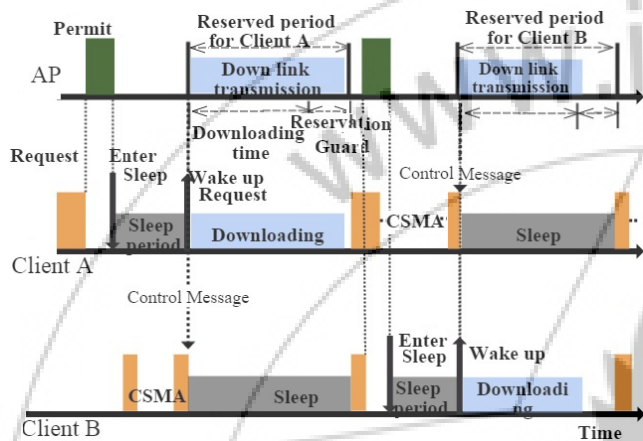 Permit
Reserved period
for Client A
Reserved period
for Client B
AP
Down link
transmission
Down link
transmission
Downloading
time
Reservation
Guard
Request
Enter
Sleep
Wake up
Request
Control Message
Sleep
period
Downloading
CSMA
Sleep
Client A
Control Message
Enter
Sleep
Wake up
CSMA
Sleep
Sleep
period
Downloadi
ng
Client B
Time